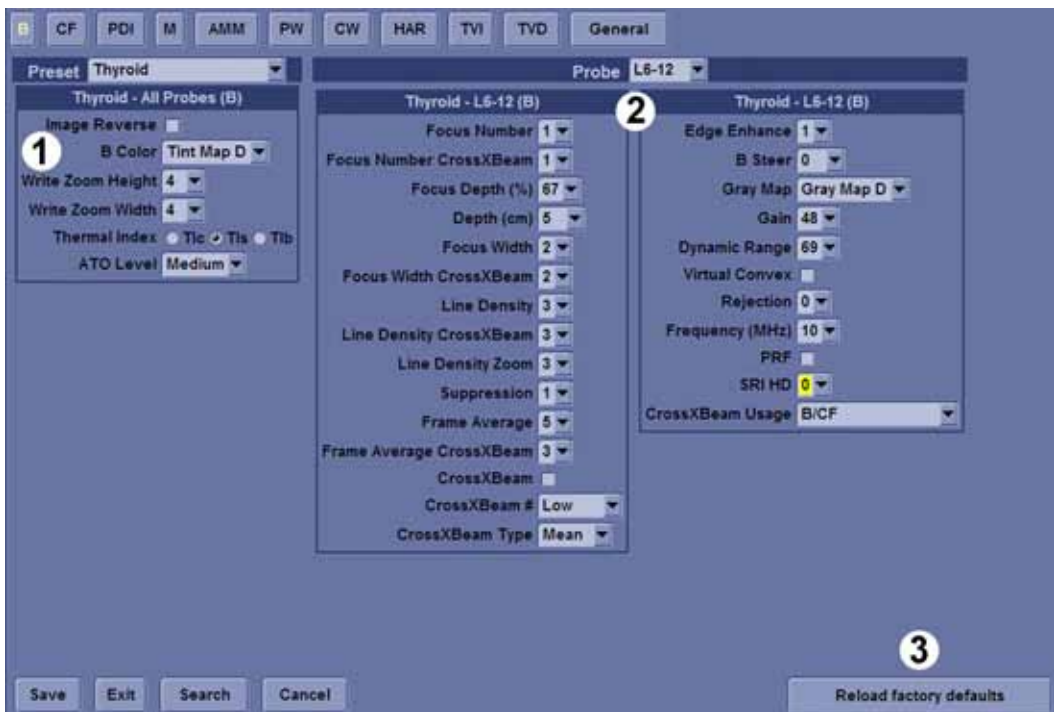 B CF PDI M AMM PW CW HAR TVI TVD General
Preset Thyroid
Probe L6-12
Thyroid - All Probes (B)
Image Reverse
1
B Color Tint Map D
Write Zoom Height 4
Write Zoom Width 4
Thermal Index TIc TIs TIb
ATO Level Medium
Thyroid - L6-12 (B)
Focus Number 1
Focus Number CrossXBeam 1
Focus Depth (%) 67
Depth (cm) 5
Focus Width 2
Focus Width CrossXBeam 2
Line Density 3
Line Density CrossXBeam 3
Line Density Zoom 3
Suppression 1
Frame Average 5
Frame Average CrossXBeam 3
CrossXBeam
CrossXBeam # Low
CrossXBeam Type Mean
2
Thyroid - L6-12 (B)
Edge Enhance 1
B Steer 0
Gray Map Gray Map D
Gain 48
Dynamic Range 69
Virtual Convex
Rejection 0
Frequency (MHz) 10
PRF
SRI HD 0
CrossXBeam Usage B/CF
3
Save Exit Search Cancel Reload factory defaults